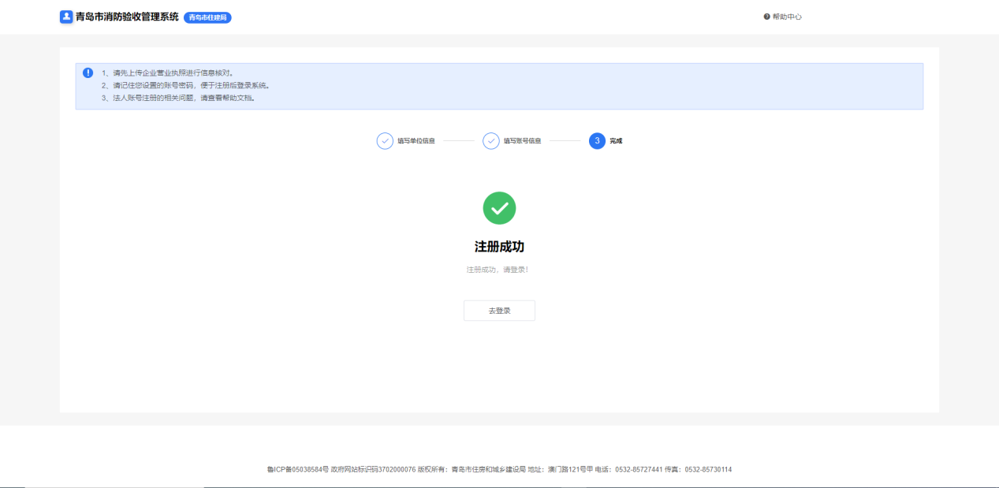 青岛市消防验收管理系统 青岛市住建局 帮助中心
1、请先上传企业营业执照进行信息核对。
2、请记住您设置的账号密码，便于注册后登录系统。
3、法人账号注册的相关问题，请查看帮助文档。
填写单位信息 填写账号信息 3 完成
注册成功
注册成功，请登录！
去登录
鲁ICP备05038584号 政府网站标识码3702000076 版权所有：青岛市住房和城乡建设局 地址：澳门路121号甲 电话：0532-85727441 传真：0532-85730114